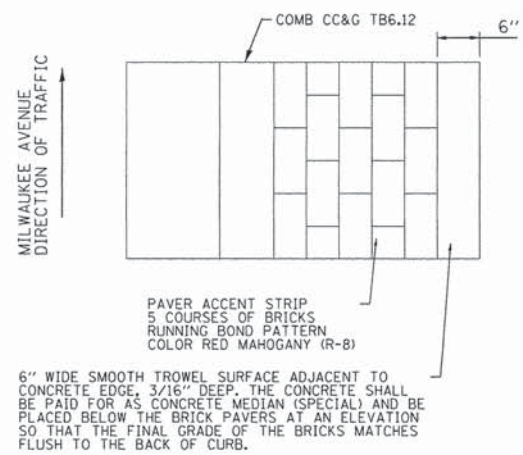 COMB CC&G TB6.12
6"
MILWAUKEE AVENUE
DIRECTION OF TRAFFIC
PAVER ACCENT STRIP
5 COURSES OF BRICKS
RUNNING BOND PATTERN
COLOR RED MAHOGANY (R-8)
6" WIDE SMOOTH TROWEL SURFACE ADJACENT TO
CONCRETE EDGE, 3/16" DEEP. THE CONCRETE SHALL
BE PAID FOR AS CONCRETE MEDIAN (SPECIAL) AND BE
PLACED BELOW THE BRICK PAVERS AT AN ELEVATION
SO THAT THE FINAL GRADE OF THE BRICKS MATCHES
FLUSH TO THE BACK OF CURB.